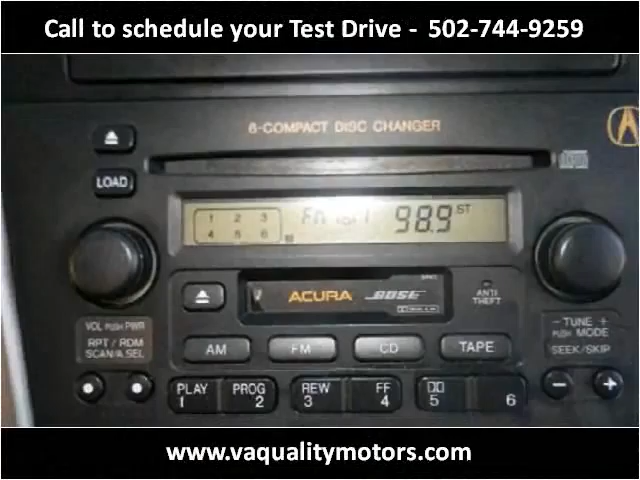 Call to schedule your Test Drive - 502-744-9259
6-COMPACT DISC CHANGER
LOAD
1 2 3
4 5 6
FM
98.9 ST
ACURA BOSE
ANTI
THEFT
VOL PUSH PWR
RPT / RDM
SCAN/A.SEL
- TUNE +
PUSH MODE
SEEK/SKIP
AM FM CD TAPE
PLAY PROG REW FF
1 2 3 4 5 6
www.vaqualitymotors.com